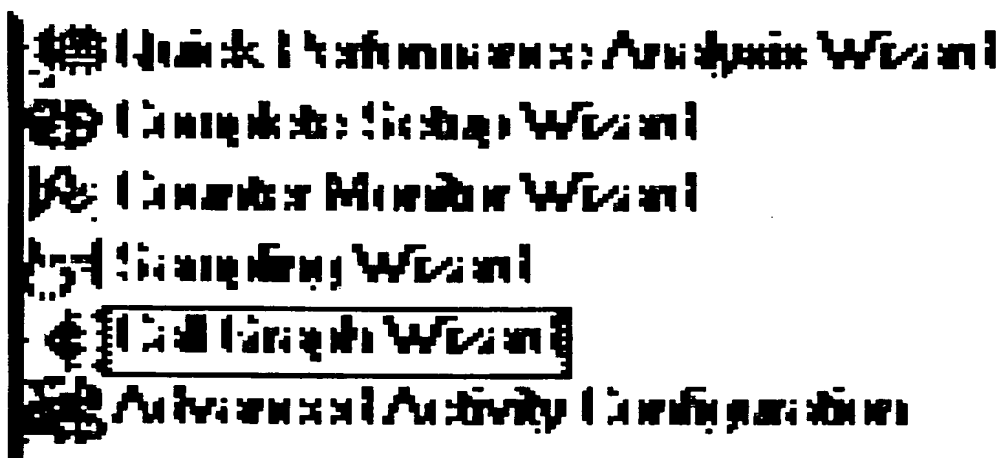 Quick Performance Analysis Wizard
Complete Setup Wizard
Counter Monitor Wizard
Sampling Wizard
Call Graph Wizard
Advanced Activity Configuration